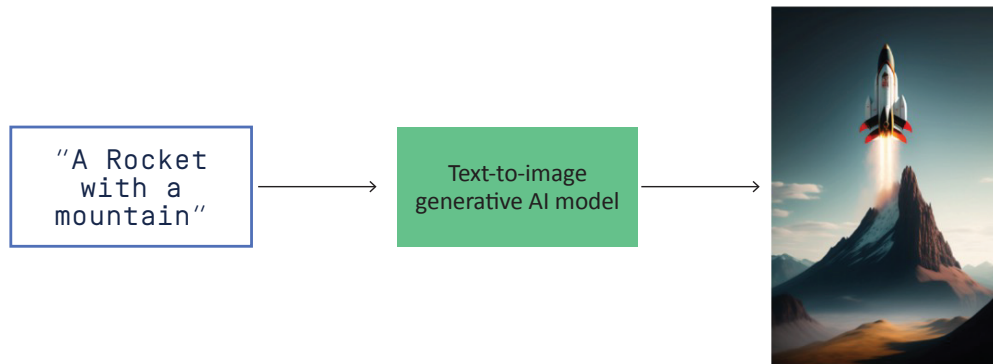 “A Rocket
with a
mountain”
Text-to-image
generative AI model